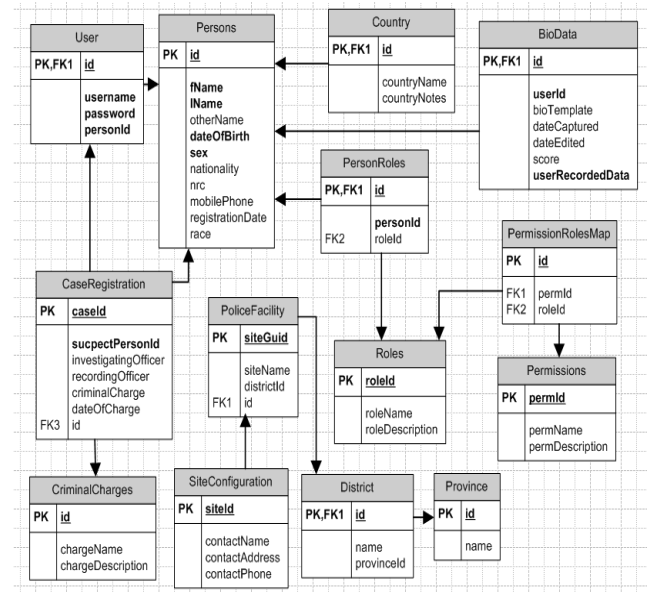 User
PK,FK1 id
username
password
personId
Persons
PK id
fName
lName
otherName
dateOfBirth
sex
nationality
nrc
mobilePhone
registrationDate
race
Country
PK,FK1 id
countryName
countryNotes
BioData
PK,FK1 id
userId
bioTemplate
dateCaptured
dateEdited
score
userRecordedData
PersonRoles
PK,FK1 id
personId
FK2 roleId
PermissionRolesMap
PK id
FK1 permId
FK2 roleId
CaseRegistration
PK caseId
sucpectPersonId
investigatingOfficer
recordingOfficer
criminalCharge
dateOfCharge
FK3 id
PoliceFacility
PK siteGuid
siteName
districtId
FK1 id
Roles
PK roleId
roleName
roleDescription
Permissions
PK permId
permName
permDescription
CriminalCharges
PK id
chargeName
chargeDescription
SiteConfiguration
PK siteId
contactName
contactAddress
contactPhone
District
PK,FK1 id
name
provinceId
Province
PK id
name